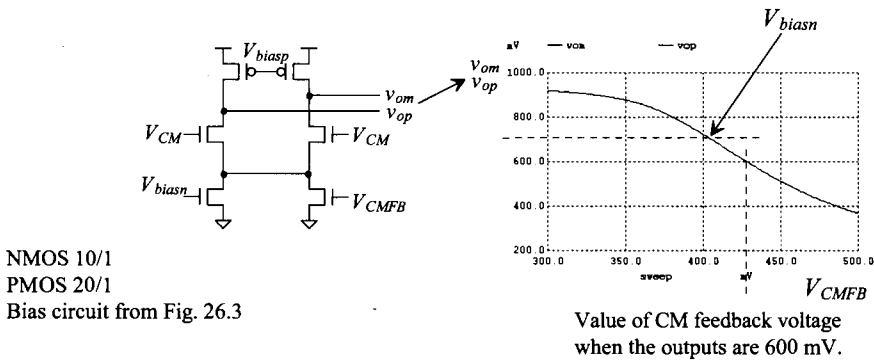 V_biasn
V_biasp
mV — vom — vop
v_om
v_op
v_om
v_op
V_CM
V_CM
V_biasn
V_CMFB
1000.0
800.0
600.0
400.0
200.0
300.0 350.0 400.0 450.0 500.0
sweep mV
V_CMFB
NMOS 10/1
PMOS 20/1
Bias circuit from Fig. 26.3
Value of CM feedback voltage
when the outputs are 600 mV.